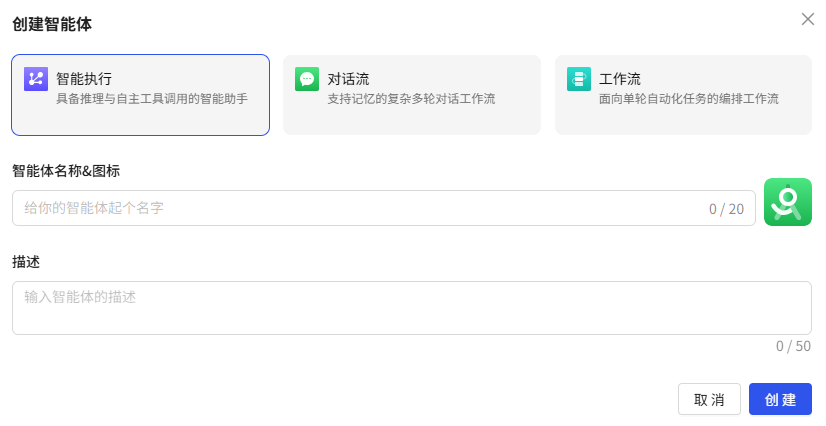 创建智能体
智能执行
具备推理与自主工具调用的智能助手
对话流
支持记忆的复杂多轮对话工作流
工作流
面向单轮自动化任务的编排工作流
智能体名称&图标
给你的智能体起个名字
0 / 20
描述
输入智能体的描述
0 / 50
取 消
创 建